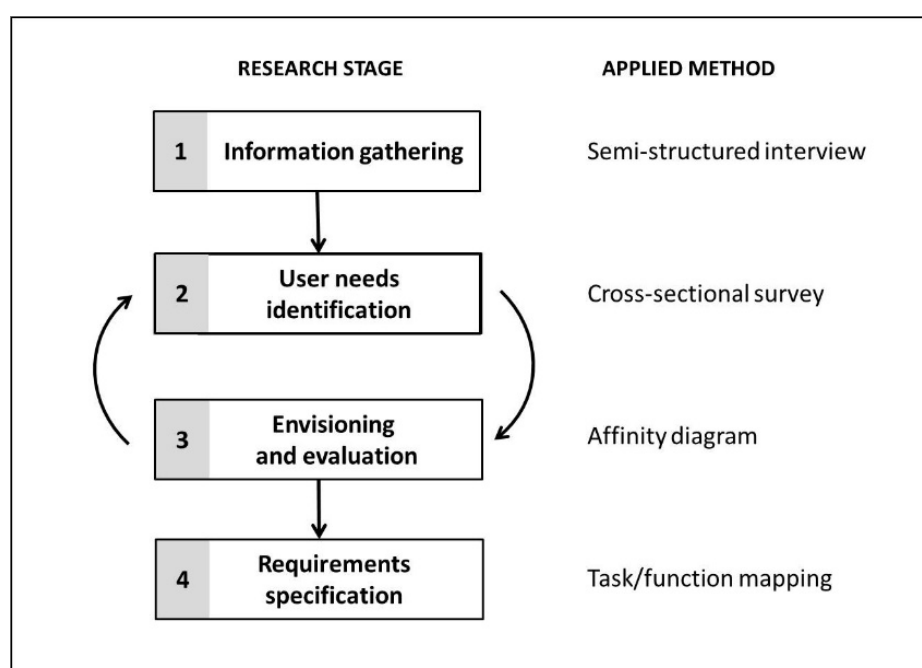 RESEARCH STAGE APPLIED METHOD
1 Information gathering Semi-structured interview
2 User needs
identification Cross-sectional survey
3 Envisioning
and evaluation Affinity diagram
4 Requirements
specification Task/function mapping